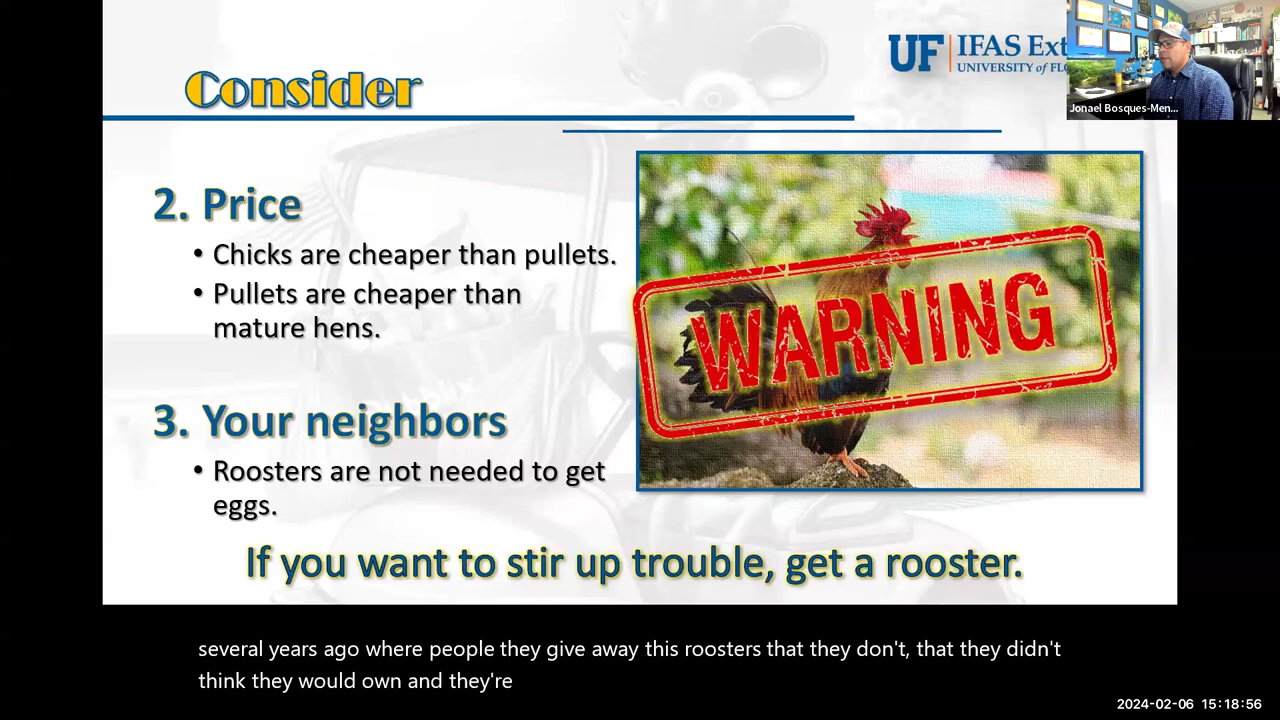 Consider
UF | IFAS Ext
UNIVERSITY of FL
Jonael Bosques-Men...
2. Price
• Chicks are cheaper than pullets.
• Pullets are cheaper than
mature hens.
WARNING
3. Your neighbors
• Roosters are not needed to get
eggs.
If you want to stir up trouble, get a rooster.
several years ago where people they give away this roosters that they don't, that they didn't
think they would own and they're
2024-02-06 15:18:56